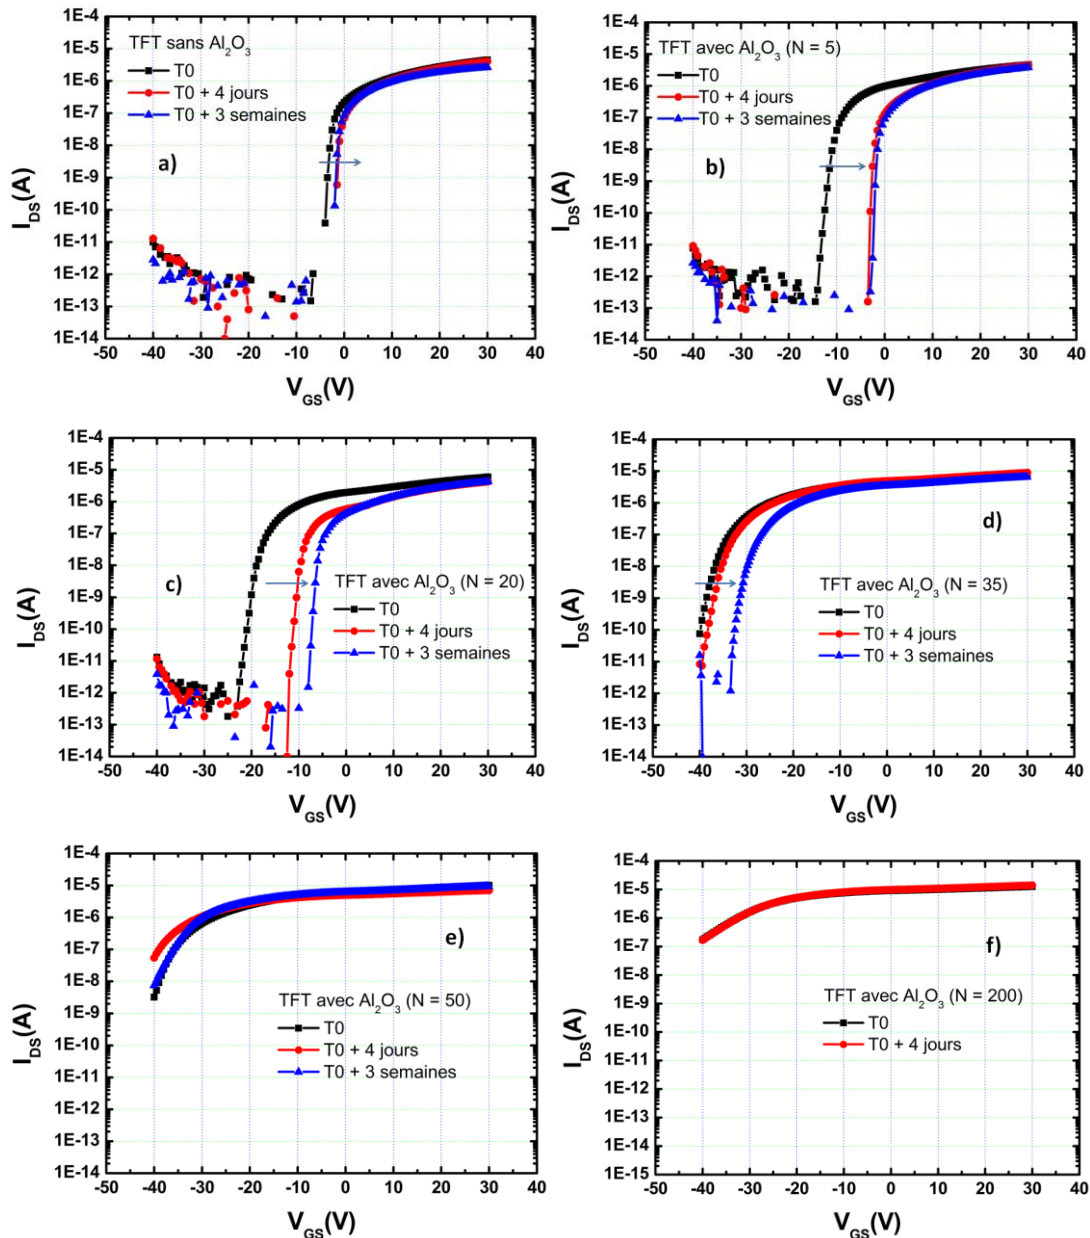 1E-4
1E-5
1E-6
1E-7
1E-8
1E-9
1E-10
1E-11
1E-12
1E-13
1E-14
I_DS(A)
TFT sans Al₂O₃
T0
T0 + 4 jours
T0 + 3 semaines
a)
-50 -40 -30 -20 -10 0 10 20 30 40
V_GS(V)
1E-4
1E-5
1E-6
1E-7
1E-8
1E-9
1E-10
1E-11
1E-12
1E-13
1E-14
I_DS(A)
TFT avec Al₂O₃ (N = 5)
T0
T0 + 4 jours
T0 + 3 semaines
b)
-50 -40 -30 -20 -10 0 10 20 30 40
V_GS(V)
1E-4
1E-5
1E-6
1E-7
1E-8
1E-9
1E-10
1E-11
1E-12
1E-13
1E-14
I_DS(A)
c)
TFT avec Al₂O₃ (N = 20)
T0
T0 + 4 jours
T0 + 3 semaines
-50 -40 -30 -20 -10 0 10 20 30 40
V_GS(V)
1E-4
1E-5
1E-6
1E-7
1E-8
1E-9
1E-10
1E-11
1E-12
1E-13
1E-14
I_DS(A)
d)
TFT avec Al₂O₃ (N = 35)
T0
T0 + 4 jours
T0 + 3 semaines
-50 -40 -30 -20 -10 0 10 20 30 40
V_GS(V)
1E-4
1E-5
1E-6
1E-7
1E-8
1E-9
1E-10
1E-11
1E-12
1E-13
1E-14
I_DS(A)
e)
TFT avec Al₂O₃ (N = 50)
T0
T0 + 4 jours
T0 + 3 semaines
-50 -40 -30 -20 -10 0 10 20 30 40
V_GS(V)
1E-4
1E-5
1E-6
1E-7
1E-8
1E-9
1E-10
1E-11
1E-12
1E-13
1E-14
1E-15
I_DS(A)
f)
TFT avec Al₂O₃ (N = 200)
T0
T0 + 4 jours
-50 -40 -30 -20 -10 0 10 20 30 40
V_GS(V)